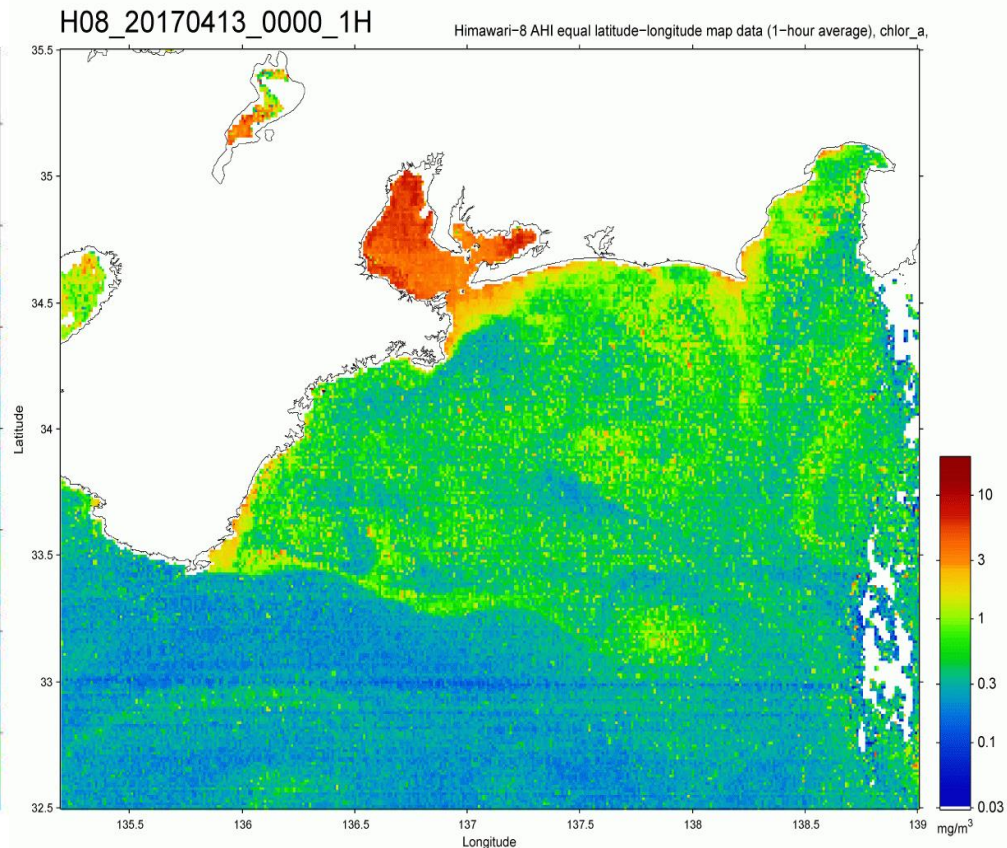 H08_20170413_0000_1H
Himawari−8 AHI equal latitude−longitude map data (1−hour average), chlor_a,
35.5
35
34.5
34
33.5
33
32.5
Latitude
135.5 136 136.5 137 137.5 138 138.5 139
Longitude
10
3
1
0.3
0.1
0.03
mg/m³